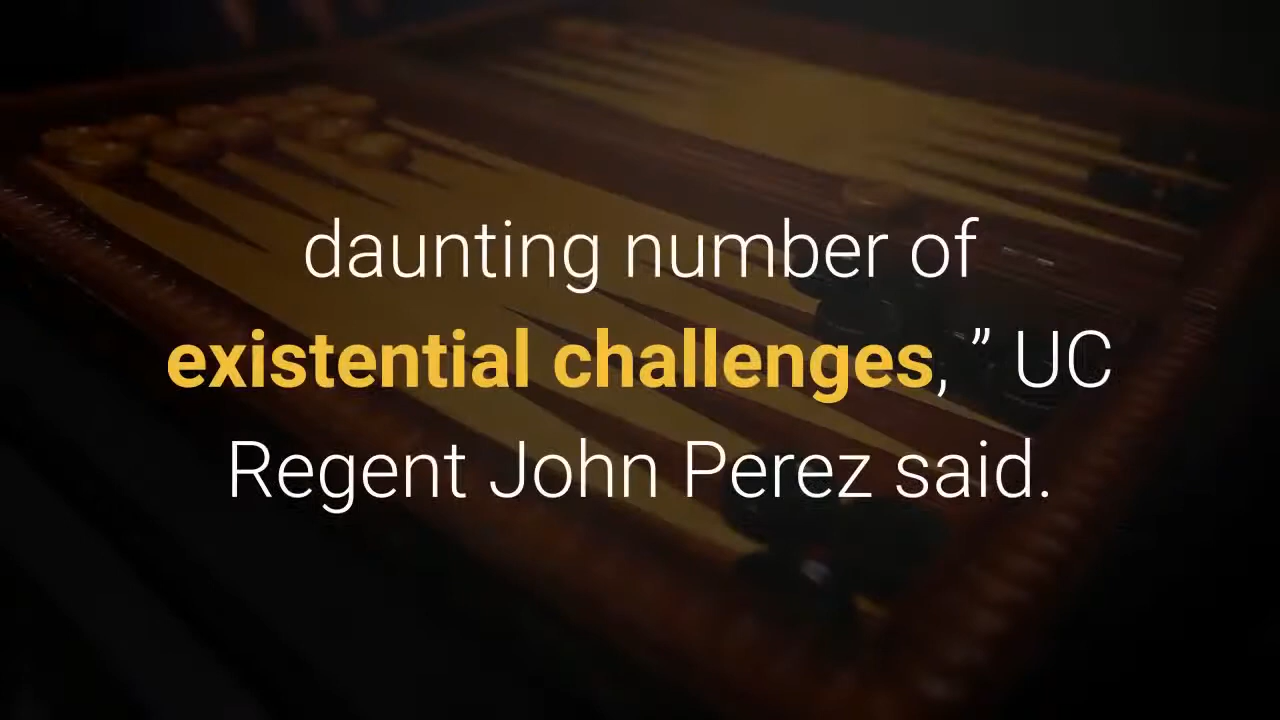 daunting number of
existential challenges, ” UC
Regent John Perez said.